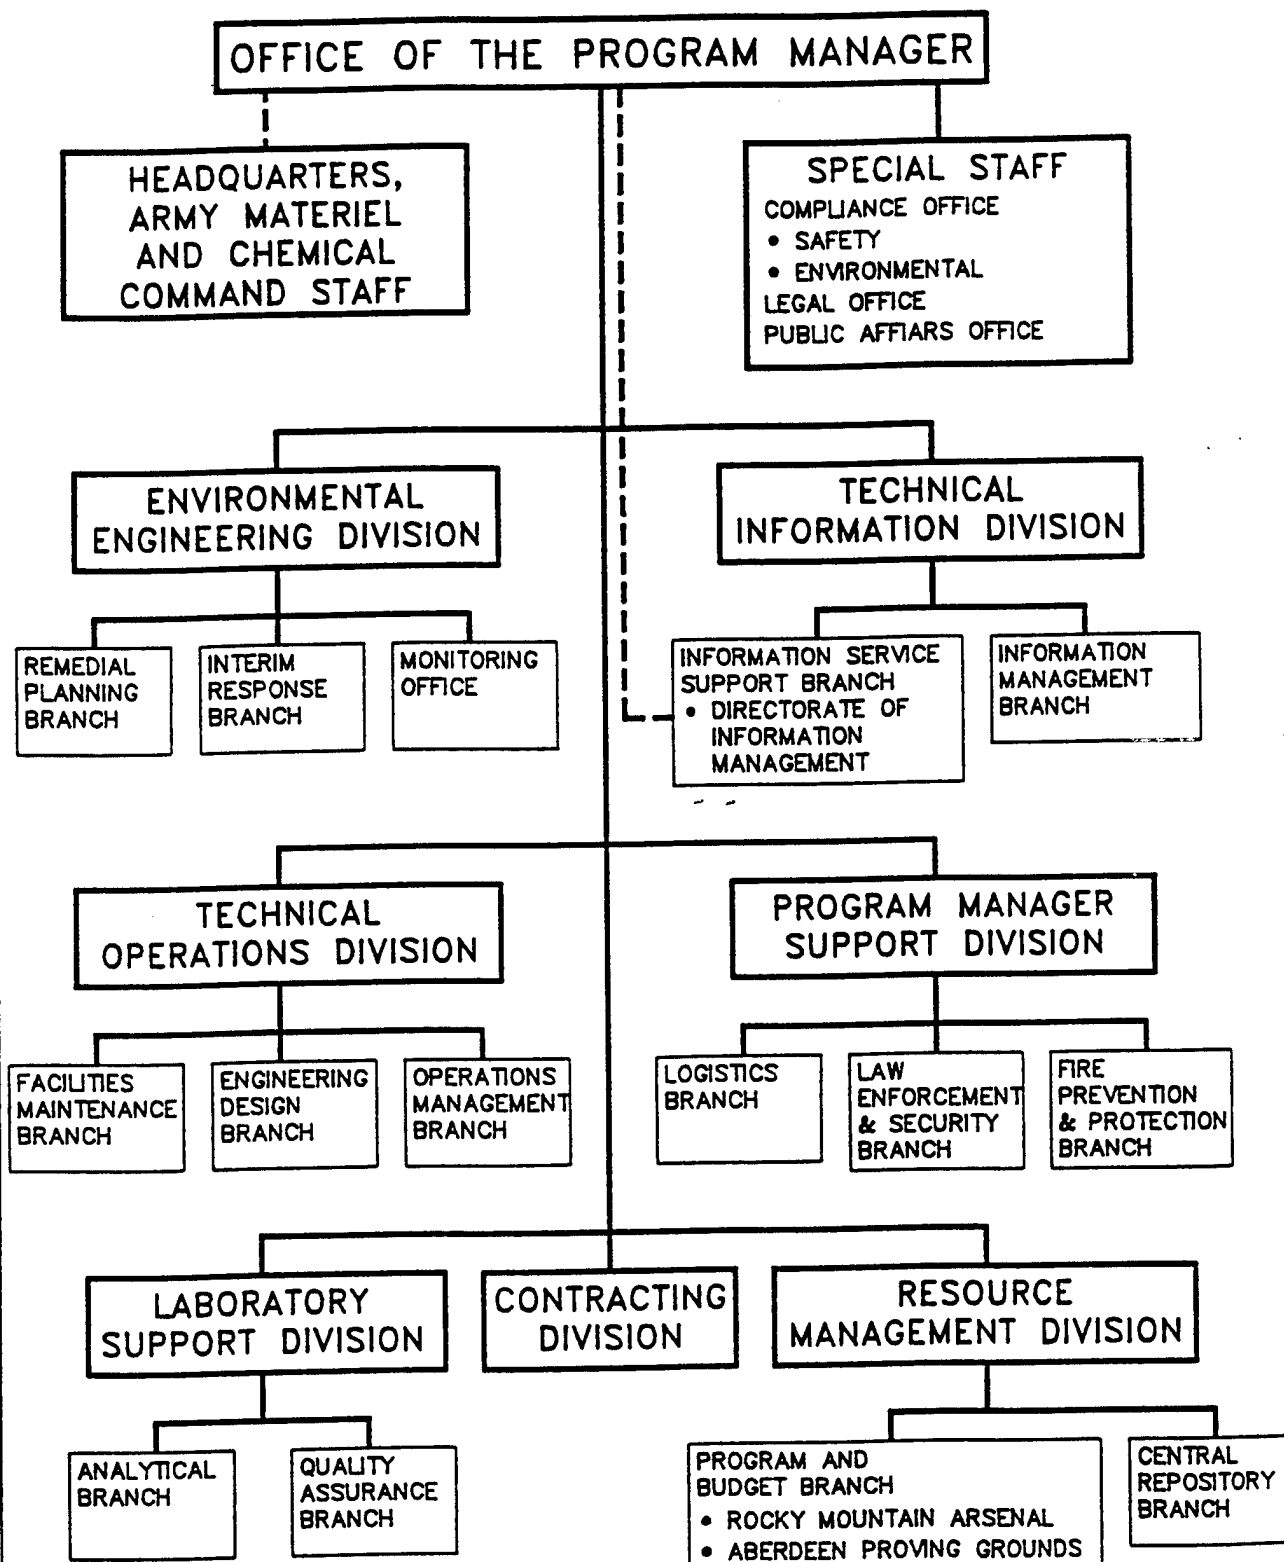 OFFICE OF THE PROGRAM MANAGER
HEADQUARTERS,
ARMY MATERIEL
AND CHEMICAL
COMMAND STAFF
SPECIAL STAFF
COMPLIANCE OFFICE
• SAFETY
• ENVIRONMENTAL
LEGAL OFFICE
PUBLIC AFFIARS OFFICE
ENVIRONMENTAL
ENGINEERING DIVISION
TECHNICAL
INFORMATION DIVISION
REMEDIAL
PLANNING
BRANCH
INTERIM
RESPONSE
BRANCH
MONITORING
OFFICE
INFORMATION SERVICE
SUPPORT BRANCH
• DIRECTORATE OF
INFORMATION
MANAGEMENT
INFORMATION
MANAGEMENT
BRANCH
TECHNICAL
OPERATIONS DIVISION
PROGRAM MANAGER
SUPPORT DIVISION
FACILITIES
MAINTENANCE
BRANCH
ENGINEERING
DESIGN
BRANCH
OPERATIONS
MANAGEMENT
BRANCH
LOGISTICS
BRANCH
LAW
ENFORCEMENT
& SECURITY
BRANCH
FIRE
PREVENTION
& PROTECTION
BRANCH
LABORATORY
SUPPORT DIVISION
CONTRACTING
DIVISION
RESOURCE
MANAGEMENT DIVISION
ANALYTICAL
BRANCH
QUALITY
ASSURANCE
BRANCH
PROGRAM AND
BUDGET BRANCH
• ROCKY MOUNTAIN ARSENAL
• ABERDEEN PROVING GROUNDS
CENTRAL
REPOSITORY
BRANCH